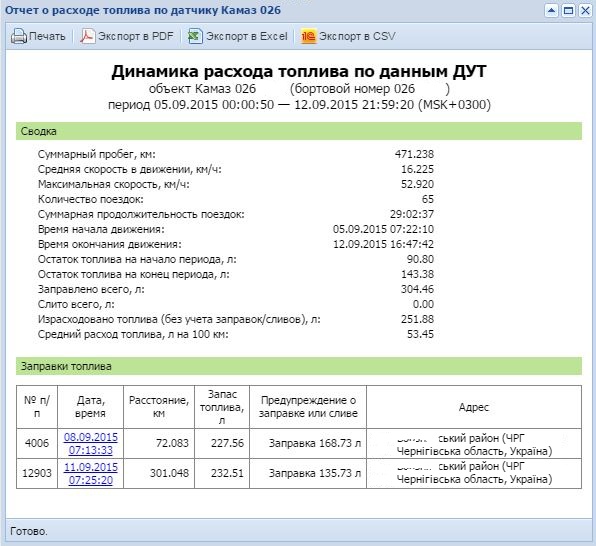 Отчет о расходе топлива по датчику Камаз 026
Печать Экспорт в PDF Экспорт в Excel Экспорт в CSV
Динамика расхода топлива по данным ДУТ
объект Камаз 026 (бортовой номер 026 )
период 05.09.2015 00:00:50 — 12.09.2015 21:59:20 (MSK+0300)
Сводка
Суммарный пробег, км: 471.238
Средняя скорость в движении, км/ч: 16.225
Максимальная скорость, км/ч: 52.920
Количество поездок: 65
Суммарная продолжительность поездок: 29:02:37
Время начала движения: 05.09.2015 07:22:10
Время окончания движения: 12.09.2015 16:47:42
Остаток топлива на начало периода, л: 90.80
Остаток топлива на конец периода, л: 143.38
Заправлено всего, л: 304.46
Слито всего, л: 0.00
Израсходовано топлива (без учета заправок/сливов), л: 251.88
Средний расход топлива, л на 100 км: 53.45
Заправки топлива
№ п/
п
Дата,
время
Расстояние,
км
Запас
топлива,
л
Предупреждение о
заправке или сливе
Адрес
4006
08.09.2015
07:13:33
72.083
227.56
Заправка 168.73 л
ський район (ЧРГ
Чернігівська область, Україна)
12903
11.09.2015
07:25:20
301.048
232.51
Заправка 135.73 л
ський район (ЧРГ
Чернігівська область, Україна)
Готово.